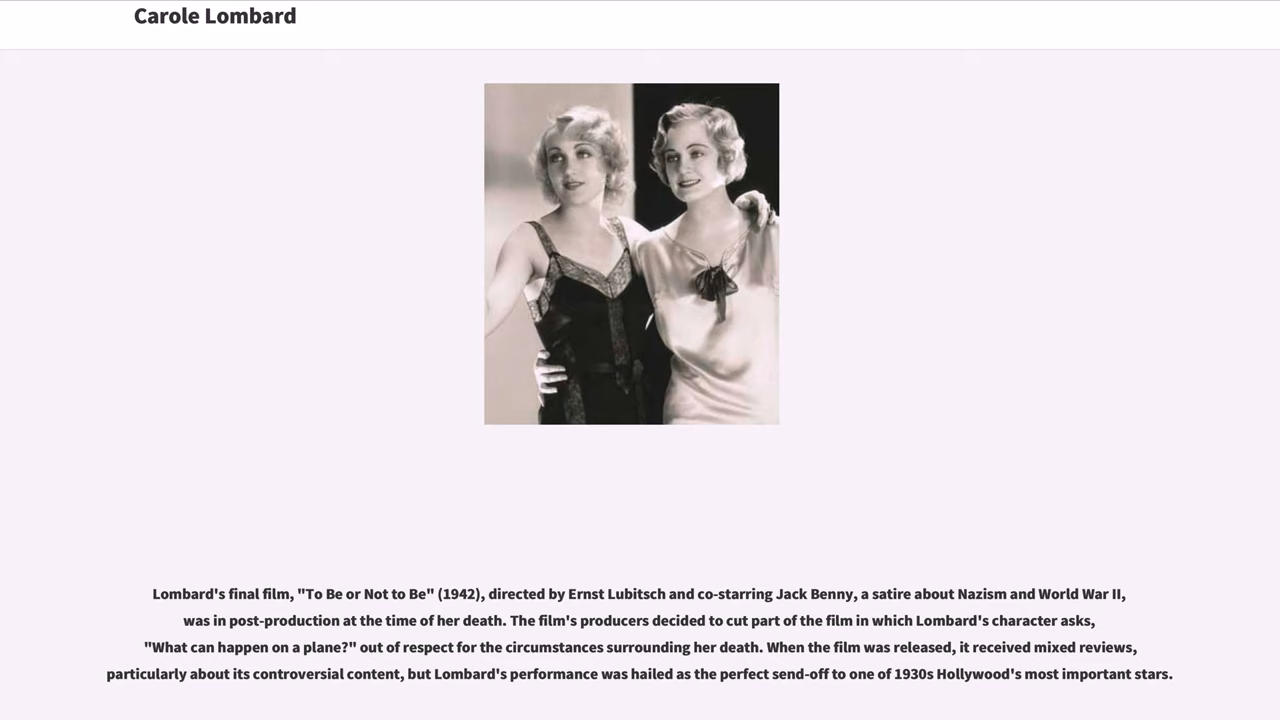 Carole Lombard
Lombard's final film, "To Be or Not to Be" (1942), directed by Ernst Lubitsch and co-starring Jack Benny, a satire about Nazism and World War II,
was in post-production at the time of her death. The film's producers decided to cut part of the film in which Lombard's character asks,
"What can happen on a plane?" out of respect for the circumstances surrounding her death. When the film was released, it received mixed reviews,
particularly about its controversial content, but Lombard's performance was hailed as the perfect send-off to one of 1930s Hollywood's most important stars.